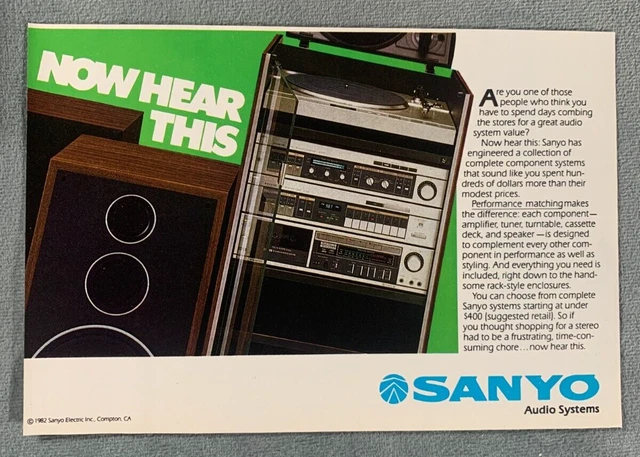 NOW HEAR
THIS
Are you one of those
people who think you
have to spend days combing
the stores for a great audio
system value?
Now hear this: Sanyo has
engineered a collection of
complete component systems
that sound like you spent hun-
dreds of dollars more than their
modest prices.
Performance matching makes
the difference: each component—
amplifier, tuner, turntable, cassette
deck, and speaker—is designed
to complement every other com-
ponent in performance as well as
styling. And everything you need is
included, right down to the hand-
some rack-style enclosures.
You can choose from complete
Sanyo systems starting at under
$400 (suggested retail). So if
you thought shopping for a stereo
had to be a frustrating, time-con-
suming chore...now hear this.
SANYO
Audio Systems
© 1982 Sanyo Electric Inc., Compton, CA